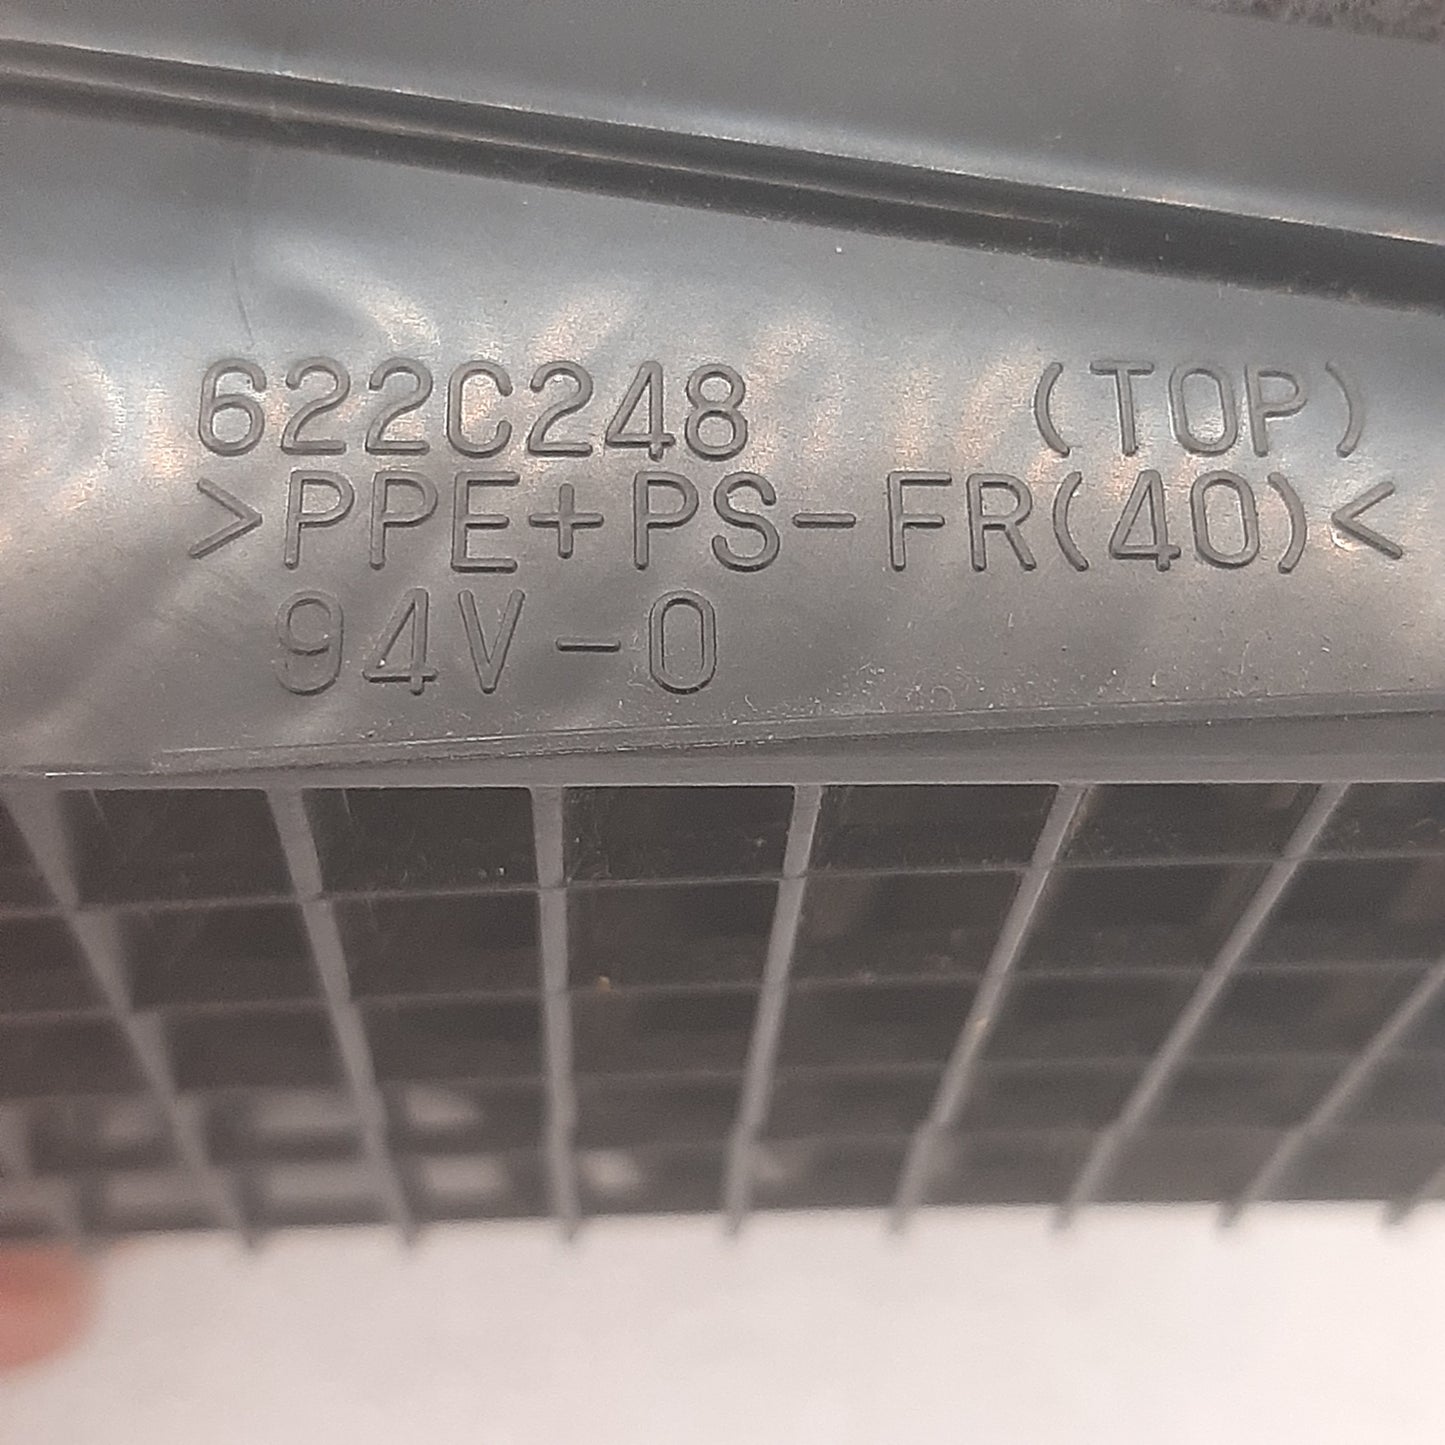 622C248 (TOP)
>PPE+PS-FR(40)<
94V-0